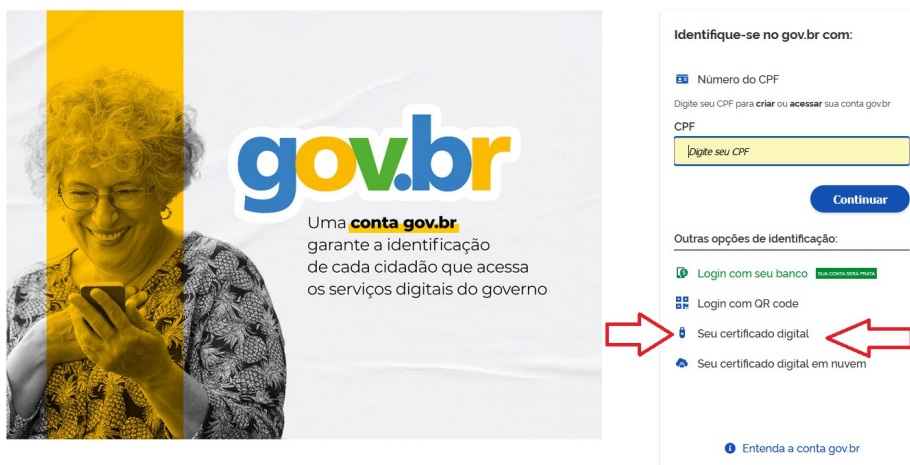 gov.br
Uma conta gov.br
garante a identificação
de cada cidadão que acessa
os serviços digitais do governo
Identifique-se no gov.br com:
Número do CPF
Digite seu CPF para criar ou acessar sua conta gov.br
CPF
Digite seu CPF
Continuar
Outras opções de identificação:
Login com seu banco SUA CONTA SERÁ PRATA
Login com QR code
Seu certificado digital
Seu certificado digital em nuvem
Entenda a conta gov.br